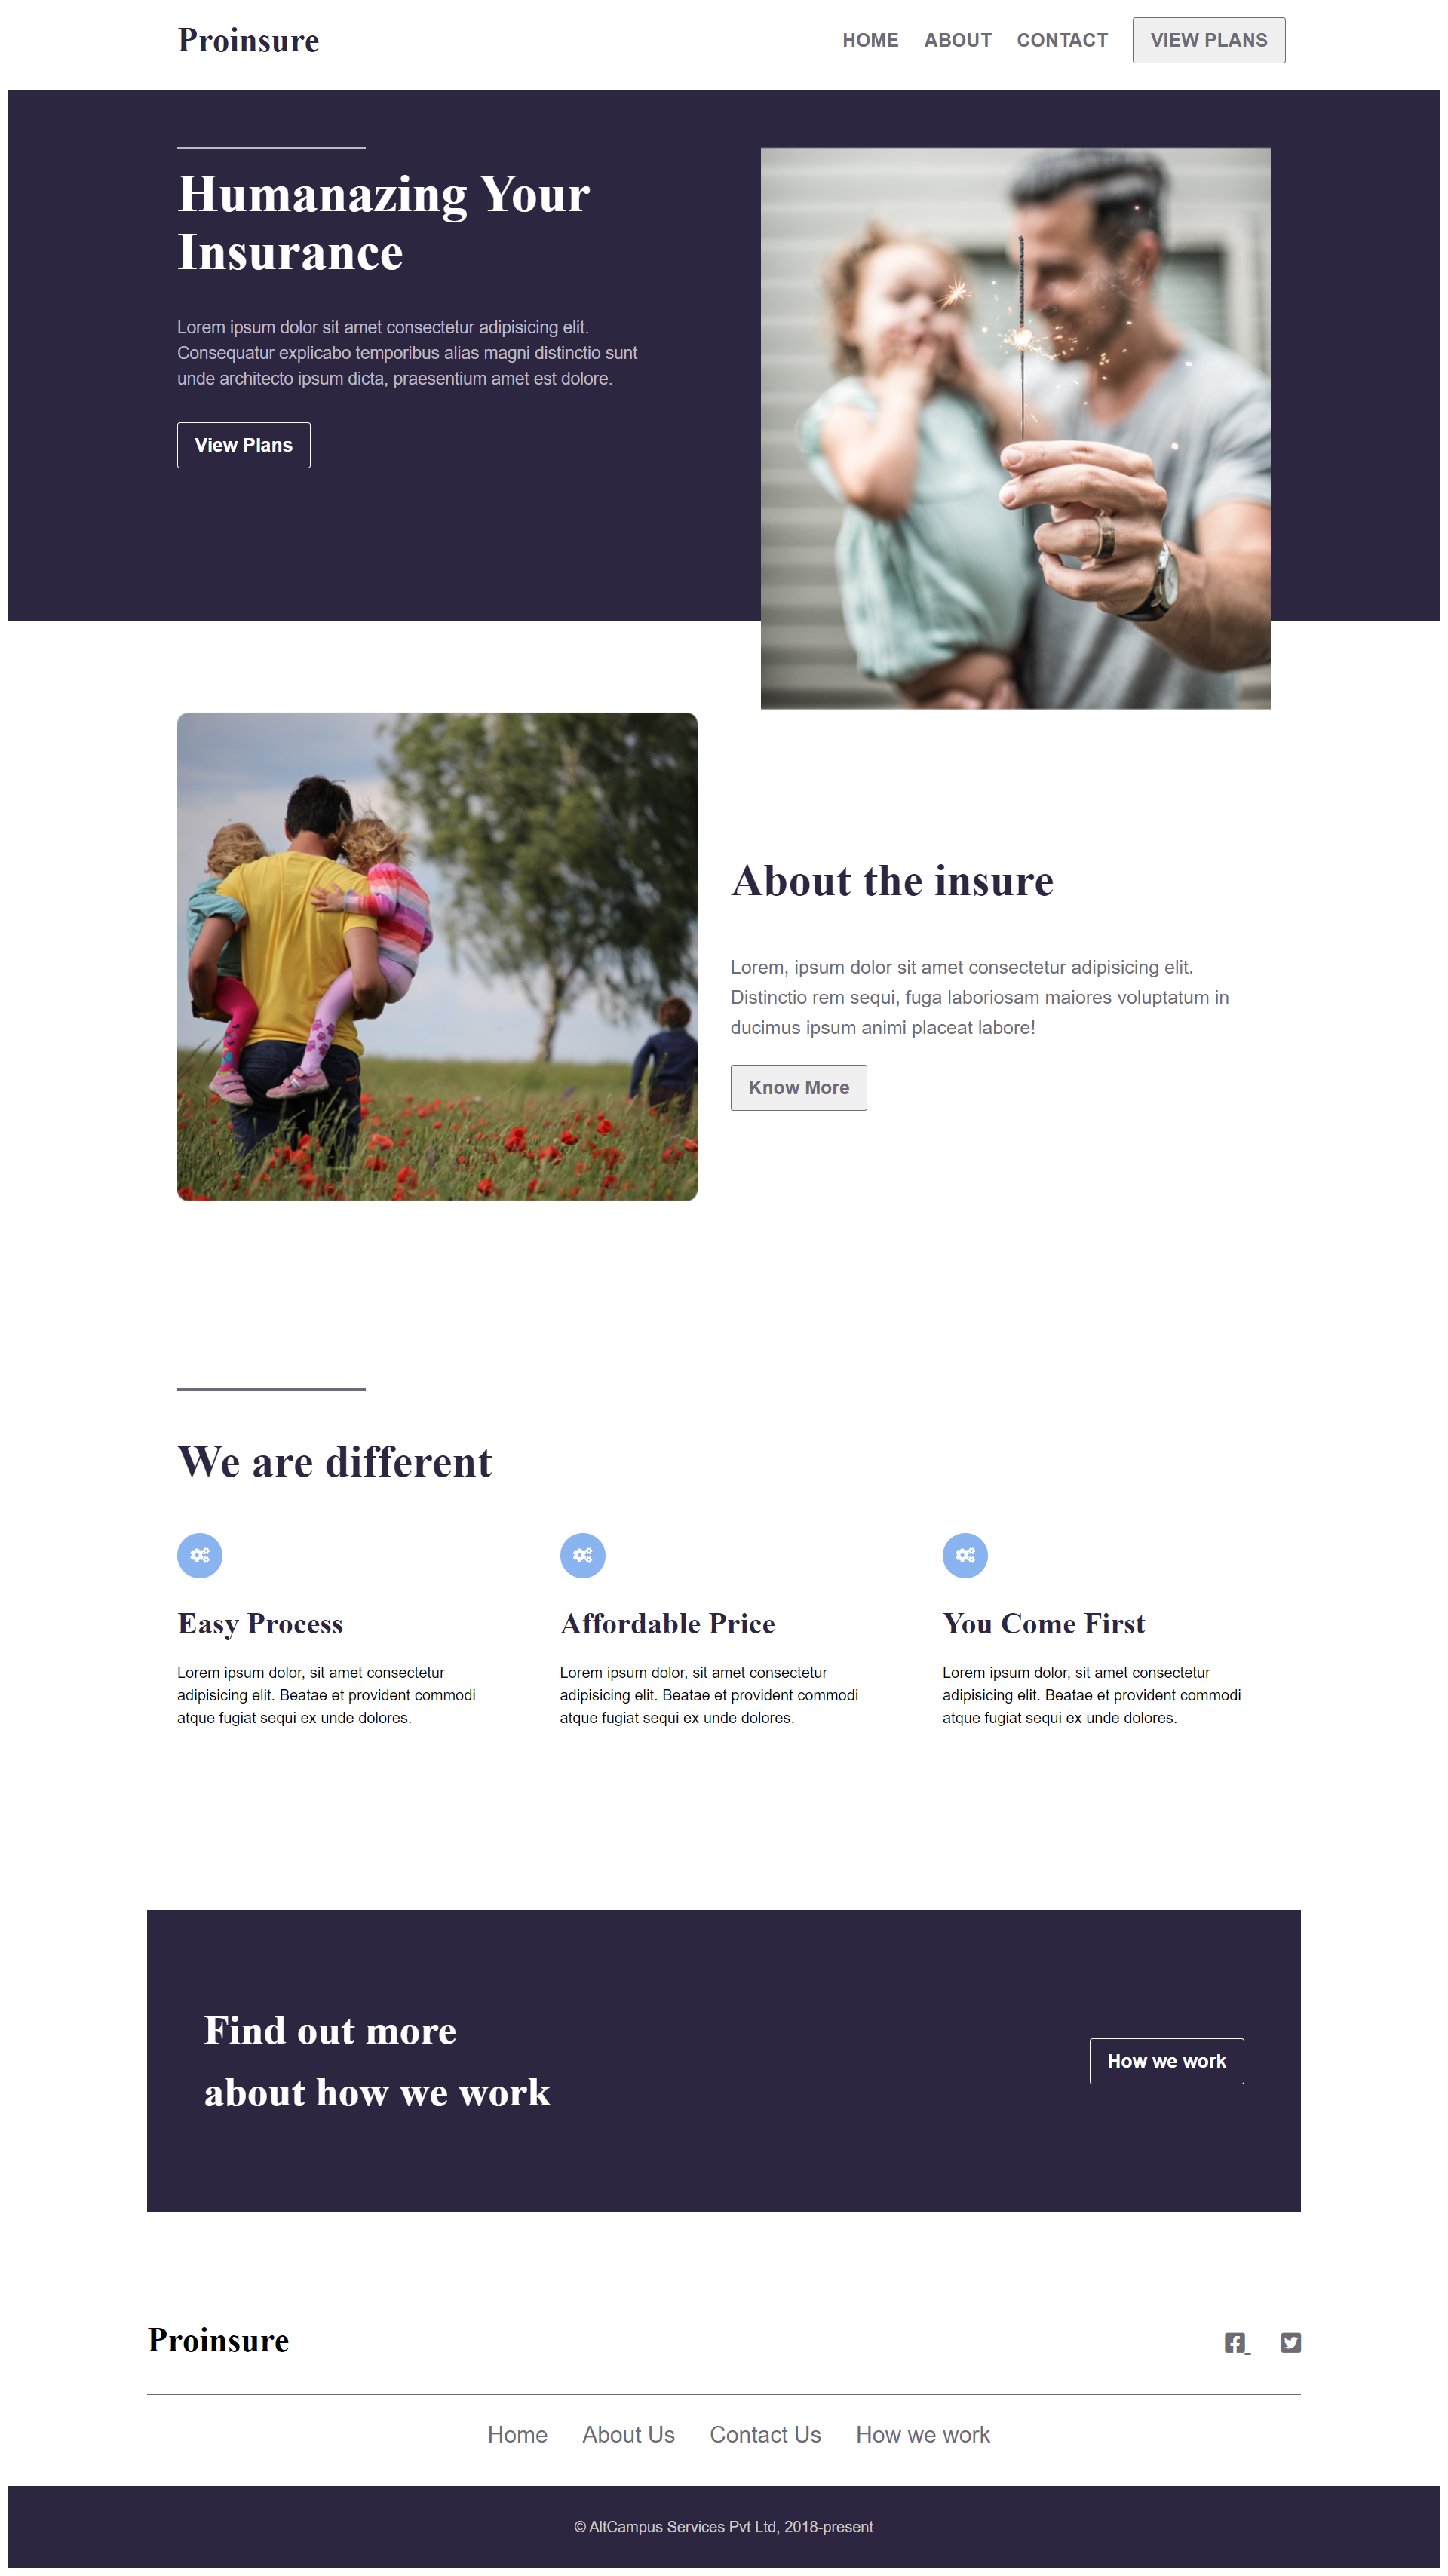 Proinsure
HOME ABOUT CONTACT VIEW PLANS
Humanazing Your
Insurance
Lorem ipsum dolor sit amet consectetur adipisicing elit.
Consequatur explicabo temporibus alias magni distinctio sunt
unde architecto ipsum dicta, praesentium amet est dolore.
View Plans
About the insure
Lorem, ipsum dolor sit amet consectetur adipisicing elit.
Distinctio rem sequi, fuga laboriosam maiores voluptatum in
ducimus ipsum animi placeat labore!
Know More
We are different
Easy Process
Lorem ipsum dolor, sit amet consectetur
adipisicing elit. Beatae et provident commodi
atque fugiat sequi ex unde dolores.
Affordable Price
Lorem ipsum dolor, sit amet consectetur
adipisicing elit. Beatae et provident commodi
atque fugiat sequi ex unde dolores.
You Come First
Lorem ipsum dolor, sit amet consectetur
adipisicing elit. Beatae et provident commodi
atque fugiat sequi ex unde dolores.
Find out more
about how we work
How we work
Proinsure
Home About Us Contact Us How we work
© AltCampus Services Pvt Ltd, 2018-present